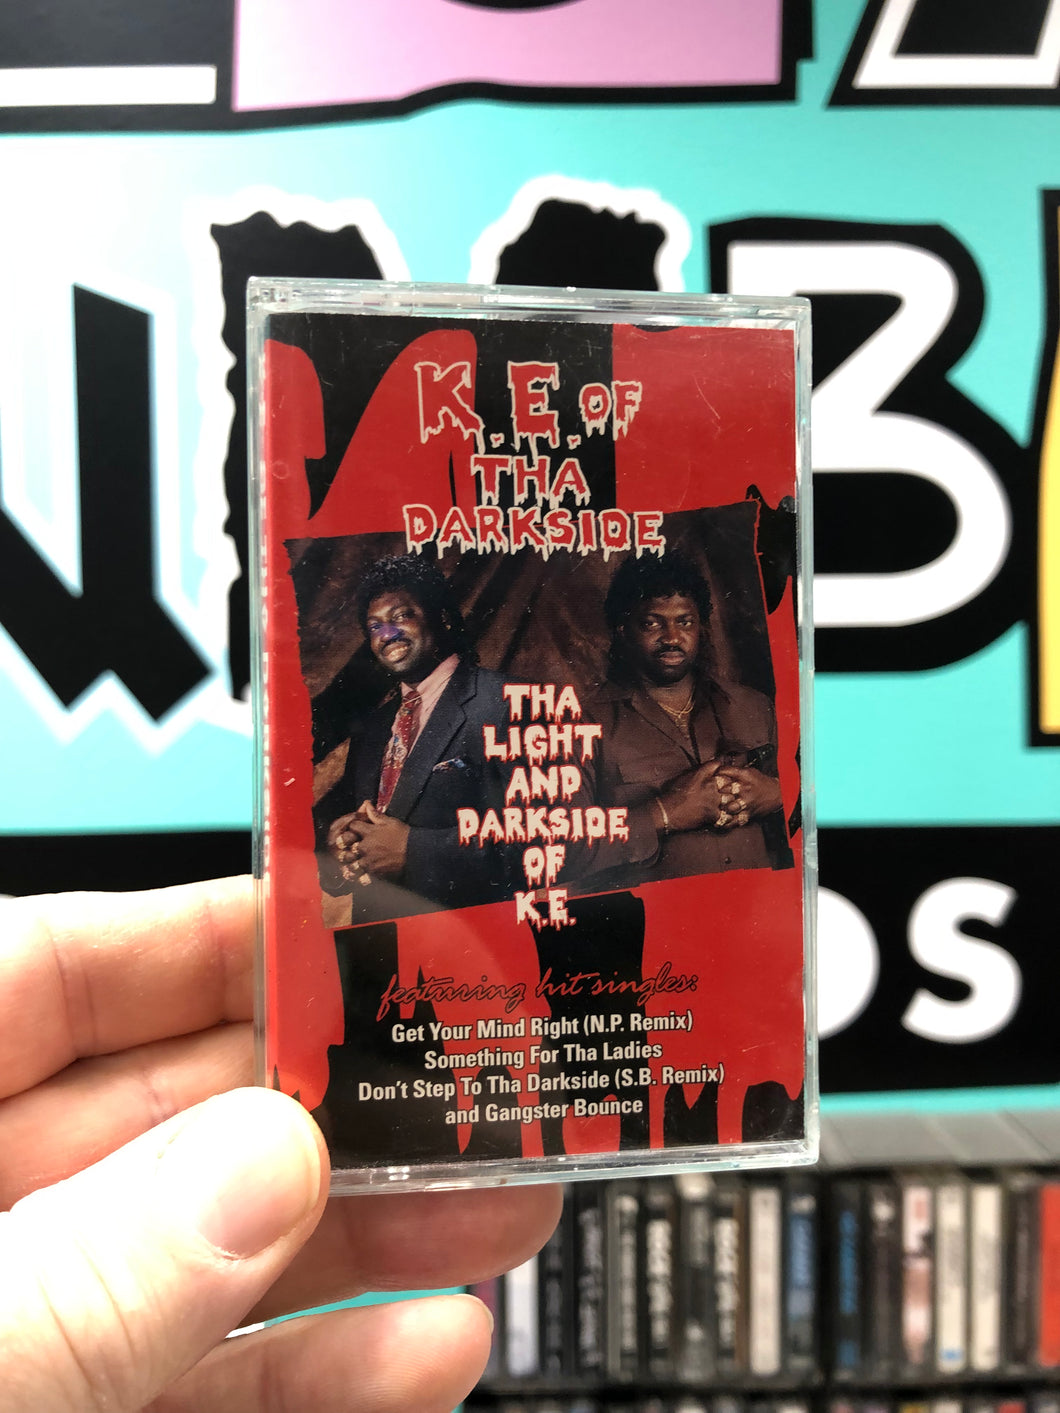 K.E. OF
THA
DARKSIDE
THA
LIGHT
AND
DARKSIDE
OF
K.E.
featuring hit singles:
Get Your Mind Right (N.P. Remix)
Something For Tha Ladies
Don't Step To Tha Darkside (S.B. Remix)
and Gangster Bounce